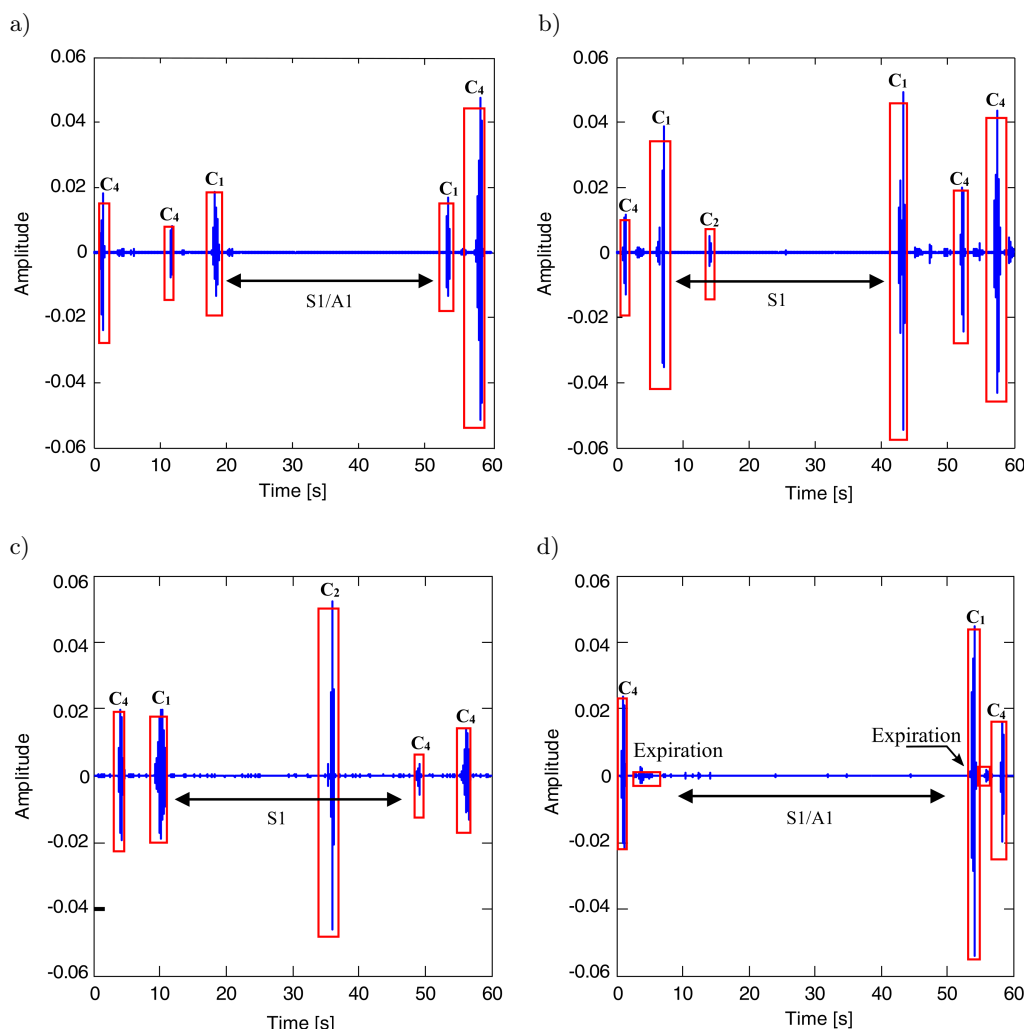 a)
0.06
0.04
0.02
0
-0.02
-0.04
-0.06
Amplitude
C4
C4
C1
C1
C4
S1/A1
0 10 20 30 40 50 60
Time [s]
b)
0.06
0.04
0.02
0
-0.02
-0.04
-0.06
Amplitude
C4
C1
C2
C1
C4
C4
S1
0 10 20 30 40 50 60
Time [s]
c)
0.06
0.04
0.02
0
-0.02
-0.04
-0.06
Amplitude
C4
C1
C2
C4
C4
S1
0 10 20 30 40 50 60
Time [s]
d)
0.06
0.04
0.02
0
-0.02
-0.04
-0.06
Amplitude
C4
Expiration
Expiration
C1
C4
S1/A1
0 10 20 30 40 50 60
Time [s]